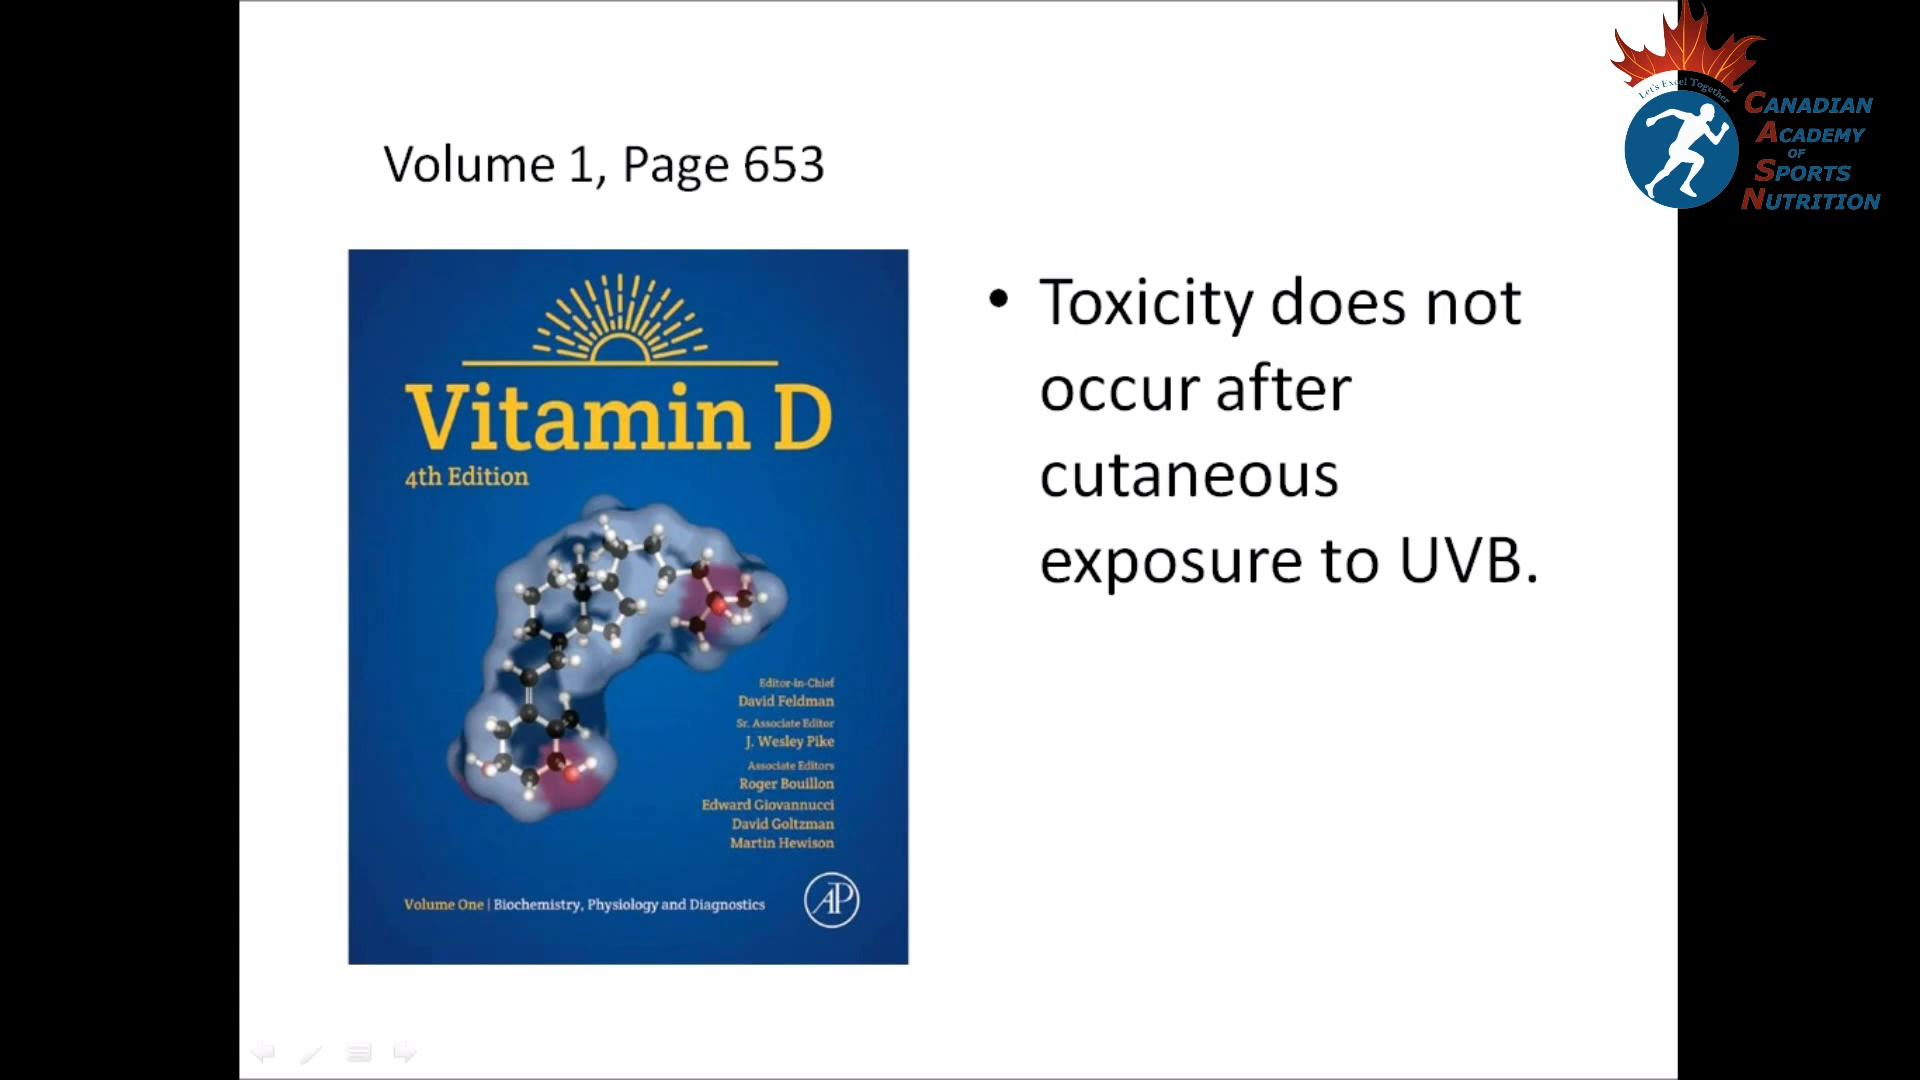 Let's Excel Together
CANADIAN
ACADEMY
OF
SPORTS
NUTRITION
Volume 1, Page 653
Vitamin D
4th Edition
Editor-in-Chief
David Feldman
Sr. Associate Editor
J. Wesley Pike
Associate Editors
Roger Bouillon
Edward Giovannucci
David Goltzman
Martin Hewison
Volume One | Biochemistry, Physiology and Diagnostics
AP
• Toxicity does not
occur after
cutaneous
exposure to UVB.